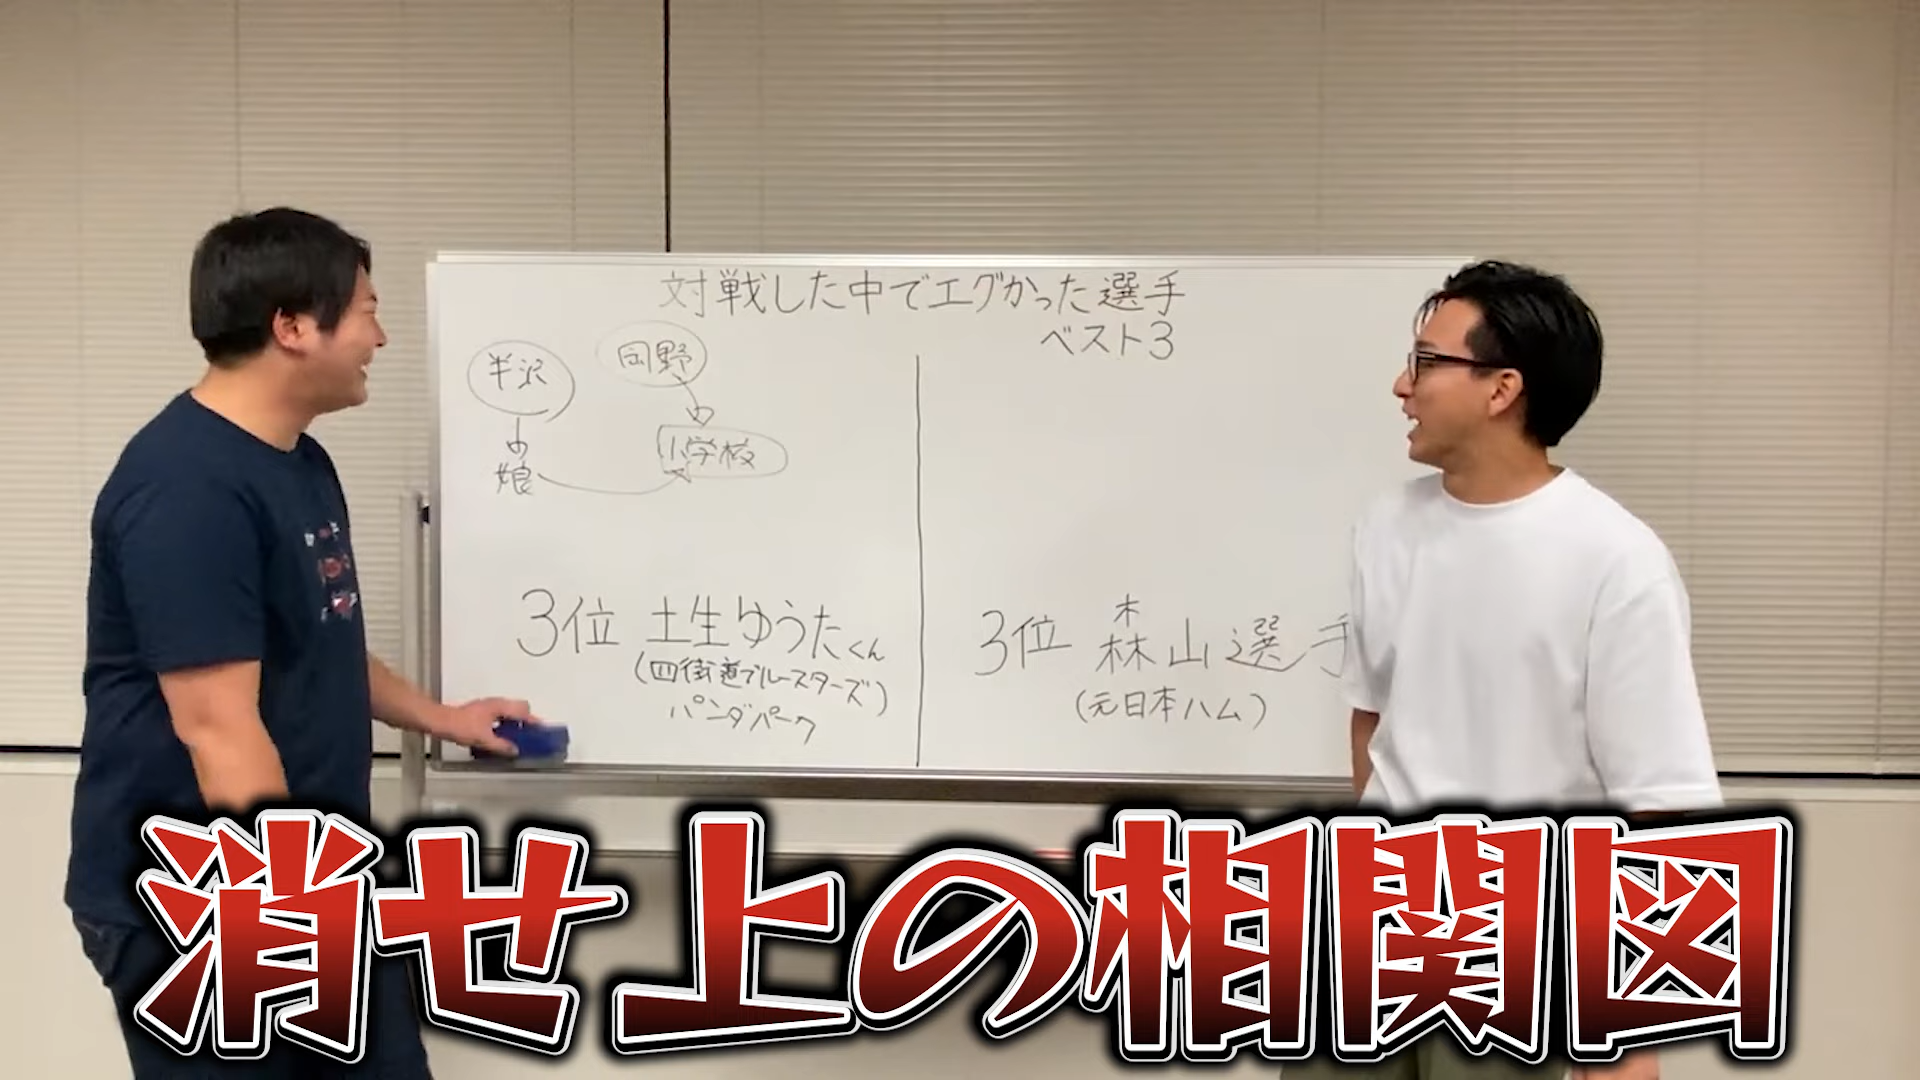 対戦した中でエグかった選手
ベスト3
半沢
岡野
小学校
娘
3位 土生ゆうたくん
(四街道ブルースターズ)
パンダパーク
3位 森山選手
(元日本ハム)
消せ上の相関図